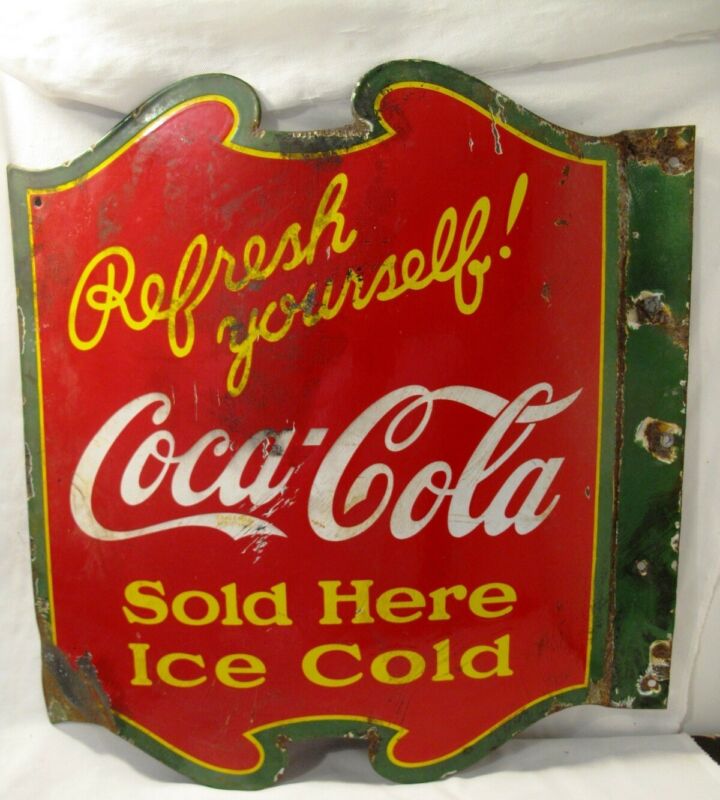 Refresh
yourself!
Coca-Cola
Sold Here
Ice Cold